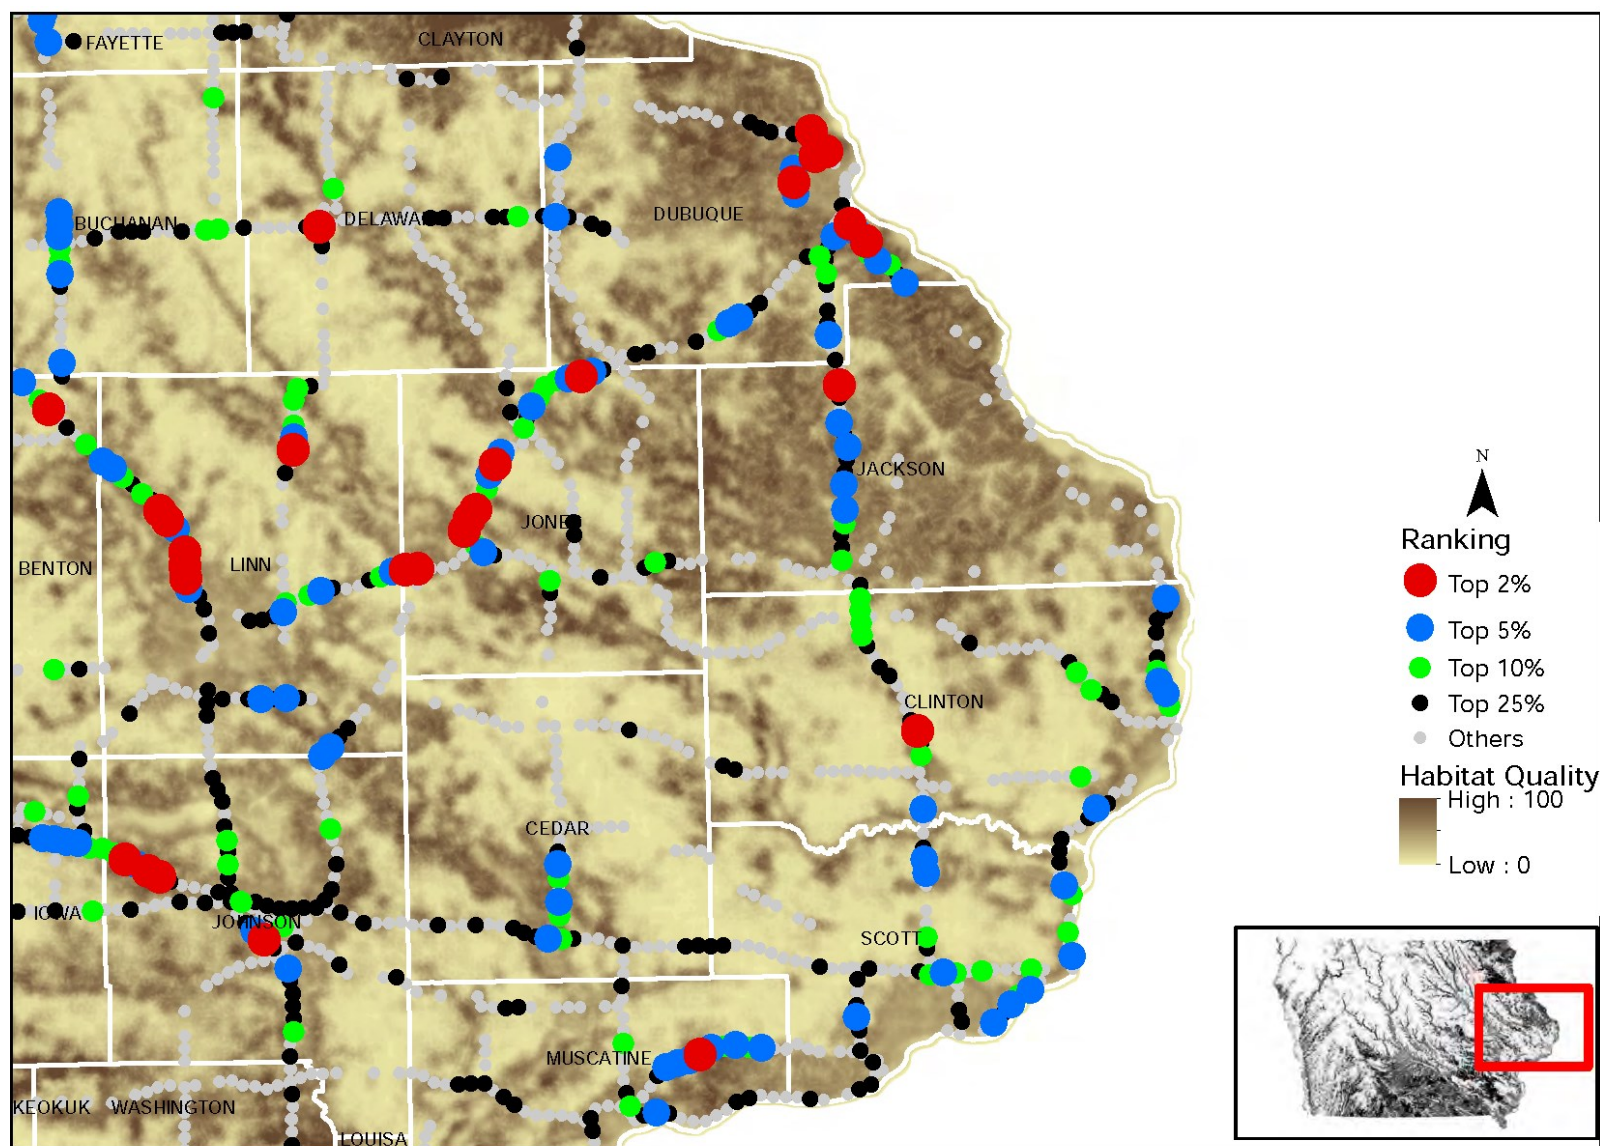 FAYETTE
CLAYTON
BUCHANAN
DELAWA
DUBUQUE
JACKSON
BENTON
LINN
JONE
CLINTON
CEDAR
IOWA
JOHNSON
SCOTT
MUSCATINE
KEOKUK
WASHINGTON
LOUISA
N
Ranking
Top 2%
Top 5%
Top 10%
Top 25%
Others
Habitat Quality
High : 100
Low : 0